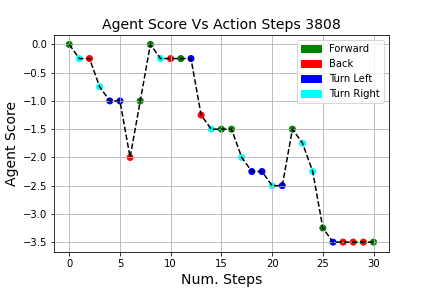 Agent Score Vs Action Steps 3808
Agent Score
0.0
−0.5
−1.0
−1.5
−2.0
−2.5
−3.0
−3.5
Forward
Back
Turn Left
Turn Right
0 5 10 15 20 25 30
Num. Steps